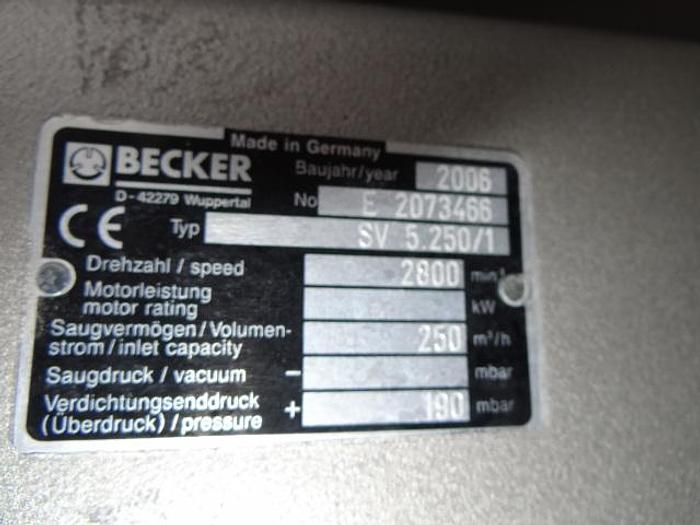 Made in Germany
BECKER Baujahr/year 2006
D-42279 Wuppertal No E 2073466
CE Typ SV 5.250/1
Drehzahl / speed 2800 min⁻¹
Motorleistung
motor rating kW
Saugvermögen/Volumen-
strom/inlet capacity 250 m³/h
Saugdruck / vacuum – mbar
Verdichtungsenddruck
(Überdruck)/pressure + 190 mbar